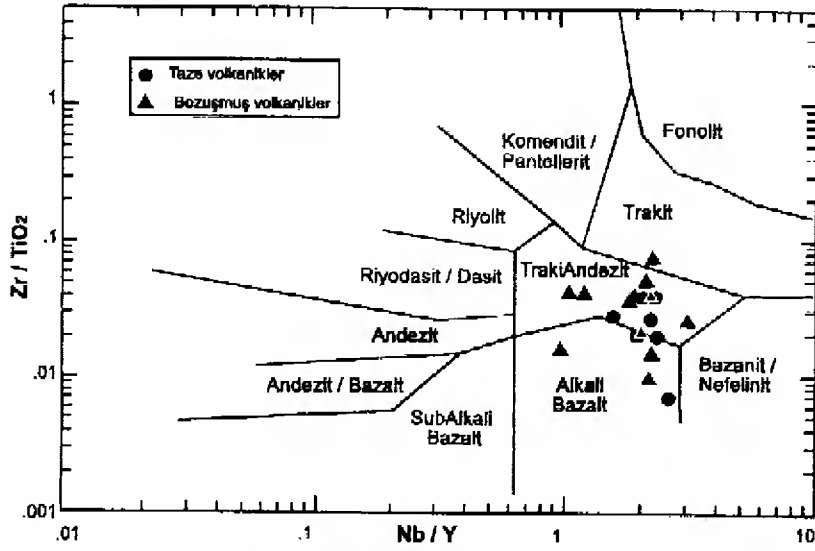 Taze volkanikler
Bozuşmuş volkanikler
Komendit /
Pantellerit
Fonolit
Trakit
Riyolit
TrakiAndezit
Riyodasit / Dasit
Andezit
Andezit / Bazalt
SubAlkali
Bazalt
Alkali
Bazalt
Bazanit /
Nefelinit
Zr / TiO2
1
.1
.01
.001
.01
.1
Nb / Y
1
10